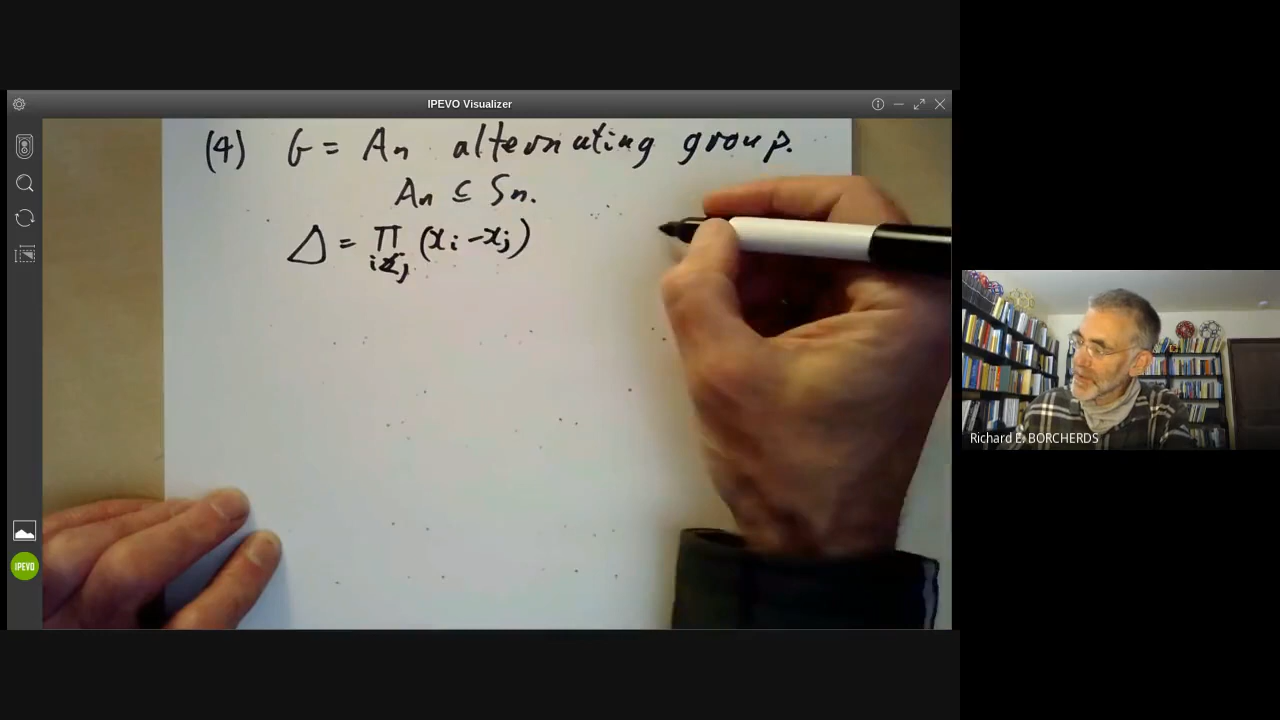 IPEVO Visualizer
(4) G = An alternating group.
An ⊆ Sn.
Δ = Π (xi - xj)
i<j
IPEVO
Richard E. BORCHERDS